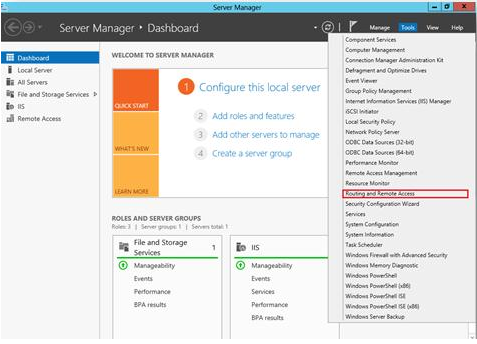 Server Manager
Server Manager ▸ Dashboard
Manage Tools View Help
Dashboard
Local Server
All Servers
File and Storage Services
IIS
Remote Access
WELCOME TO SERVER MANAGER
QUICK START
WHAT'S NEW
LEARN MORE
1 Configure this local server
2 Add roles and features
3 Add other servers to manage
4 Create a server group
ROLES AND SERVER GROUPS
Roles: 3 | Server groups: 1 | Servers total: 1
File and Storage Services 1
Manageability
Events
Performance
BPA results
IIS
Manageability
Events
Services
Performance
BPA results
Component Services
Computer Management
Connection Manager Administration Kit
Defragment and Optimize Drives
Event Viewer
Group Policy Management
Internet Information Services (IIS) Manager
iSCSI Initiator
Local Security Policy
Network Policy Server
ODBC Data Sources (32-bit)
ODBC Data Sources (64-bit)
Performance Monitor
Remote Access Management
Resource Monitor
Routing and Remote Access
Security Configuration Wizard
Services
System Configuration
System Information
Task Scheduler
Windows Firewall with Advanced Security
Windows Memory Diagnostic
Windows PowerShell
Windows PowerShell (x86)
Windows PowerShell ISE
Windows PowerShell ISE (x86)
Windows Server Backup